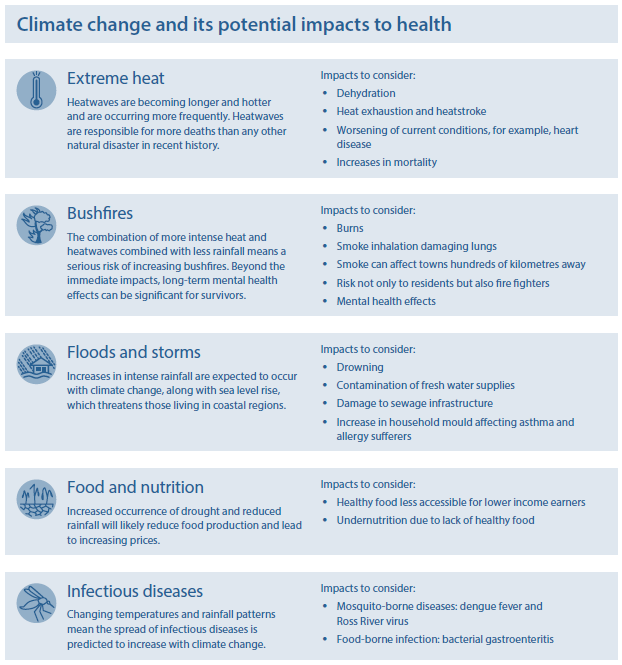 Climate change and its potential impacts to health
Extreme heat
Heatwaves are becoming longer and hotter
and are occurring more frequently. Heatwaves
are responsible for more deaths than any other
natural disaster in recent history.
Impacts to consider:
• Dehydration
• Heat exhaustion and heatstroke
• Worsening of current conditions, for example, heart
disease
• Increases in mortality
Bushfires
The combination of more intense heat and
heatwaves combined with less rainfall means a
serious risk of increasing bushfires. Beyond the
immediate impacts, long-term mental health
effects can be significant for survivors.
Impacts to consider:
• Burns
• Smoke inhalation damaging lungs
• Smoke can affect towns hundreds of kilometres away
• Risk not only to residents but also fire fighters
• Mental health effects
Floods and storms
Increases in intense rainfall are expected to occur
with climate change, along with sea level rise,
which threatens those living in coastal regions.
Impacts to consider:
• Drowning
• Contamination of fresh water supplies
• Damage to sewage infrastructure
• Increase in household mould affecting asthma and
allergy sufferers
Food and nutrition
Increased occurrence of drought and reduced
rainfall will likely reduce food production and lead
to increasing prices.
Impacts to consider:
• Healthy food less accessible for lower income earners
• Undernutrition due to lack of healthy food
Infectious diseases
Changing temperatures and rainfall patterns
mean the spread of infectious diseases is
predicted to increase with climate change.
Impacts to consider:
• Mosquito-borne diseases: dengue fever and
Ross River virus
• Food-borne infection: bacterial gastroenteritis